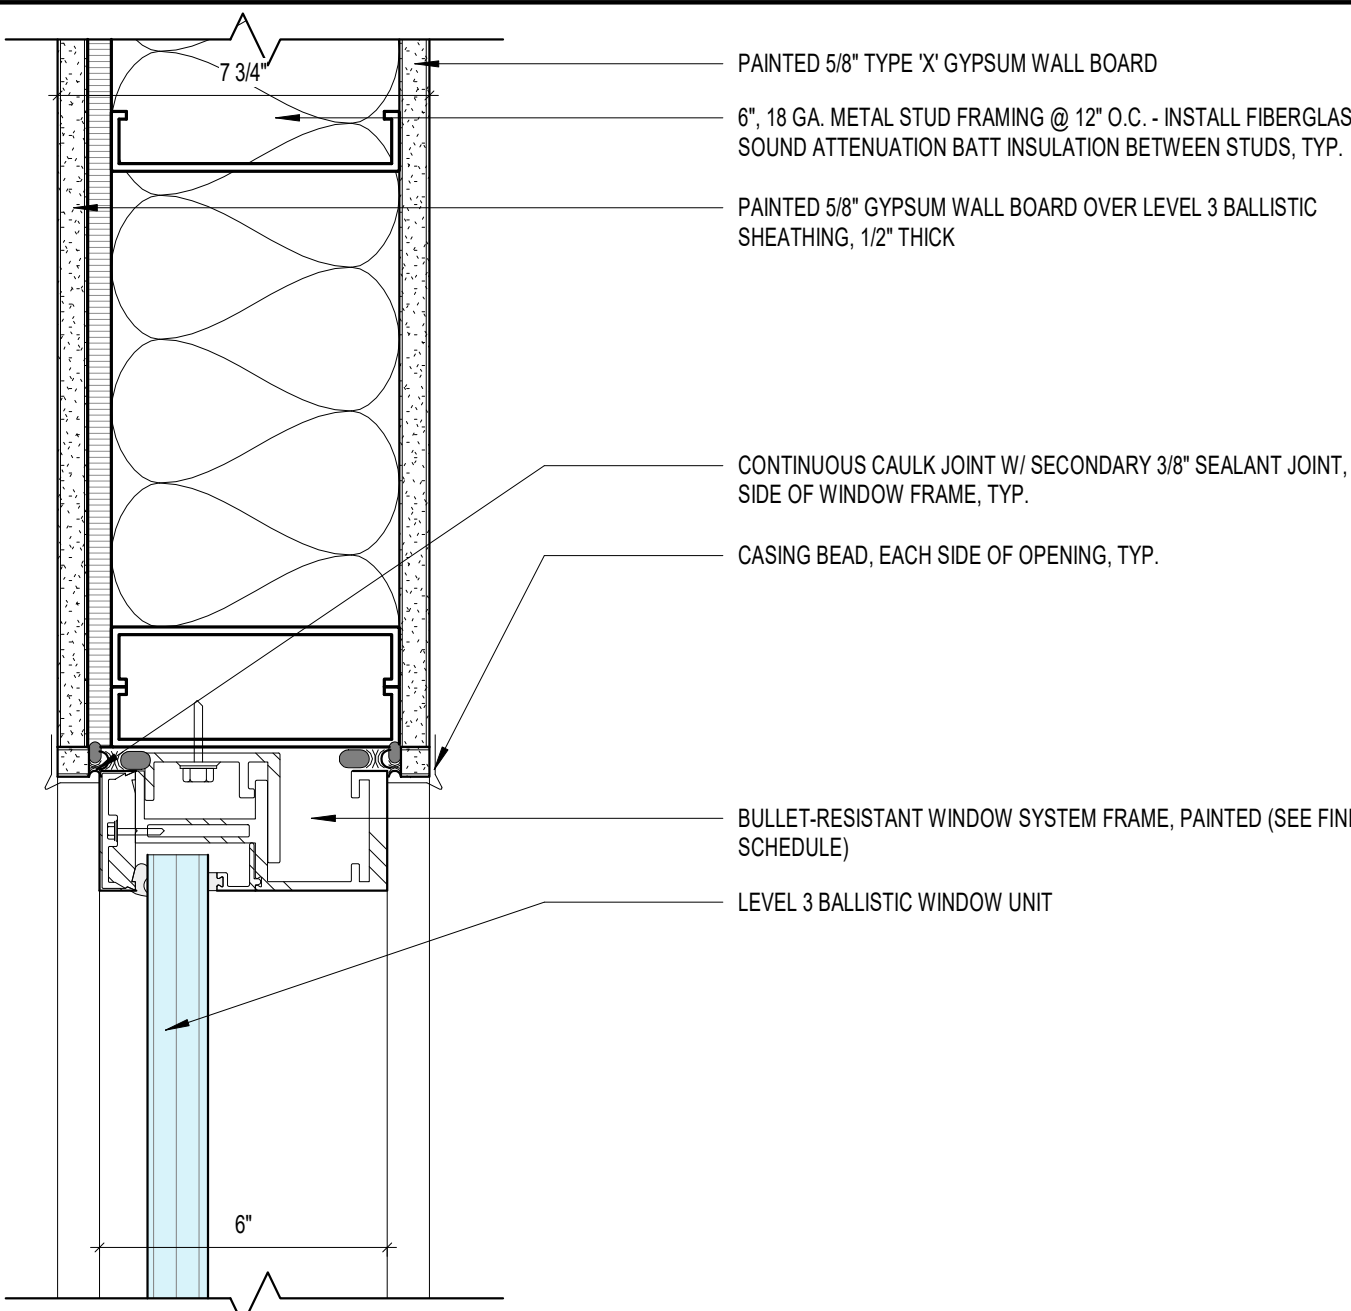 7 3/4"
PAINTED 5/8" TYPE 'X' GYPSUM WALL BOARD
6", 18 GA. METAL STUD FRAMING @ 12" O.C. - INSTALL FIBERGLAS
SOUND ATTENUATION BATT INSULATION BETWEEN STUDS, TYP.
PAINTED 5/8" GYPSUM WALL BOARD OVER LEVEL 3 BALLISTIC
SHEATHING, 1/2" THICK
CONTINUOUS CAULK JOINT W/ SECONDARY 3/8" SEALANT JOINT,
SIDE OF WINDOW FRAME, TYP.
CASING BEAD, EACH SIDE OF OPENING, TYP.
BULLET-RESISTANT WINDOW SYSTEM FRAME, PAINTED (SEE FIN
SCHEDULE)
LEVEL 3 BALLISTIC WINDOW UNIT
6"